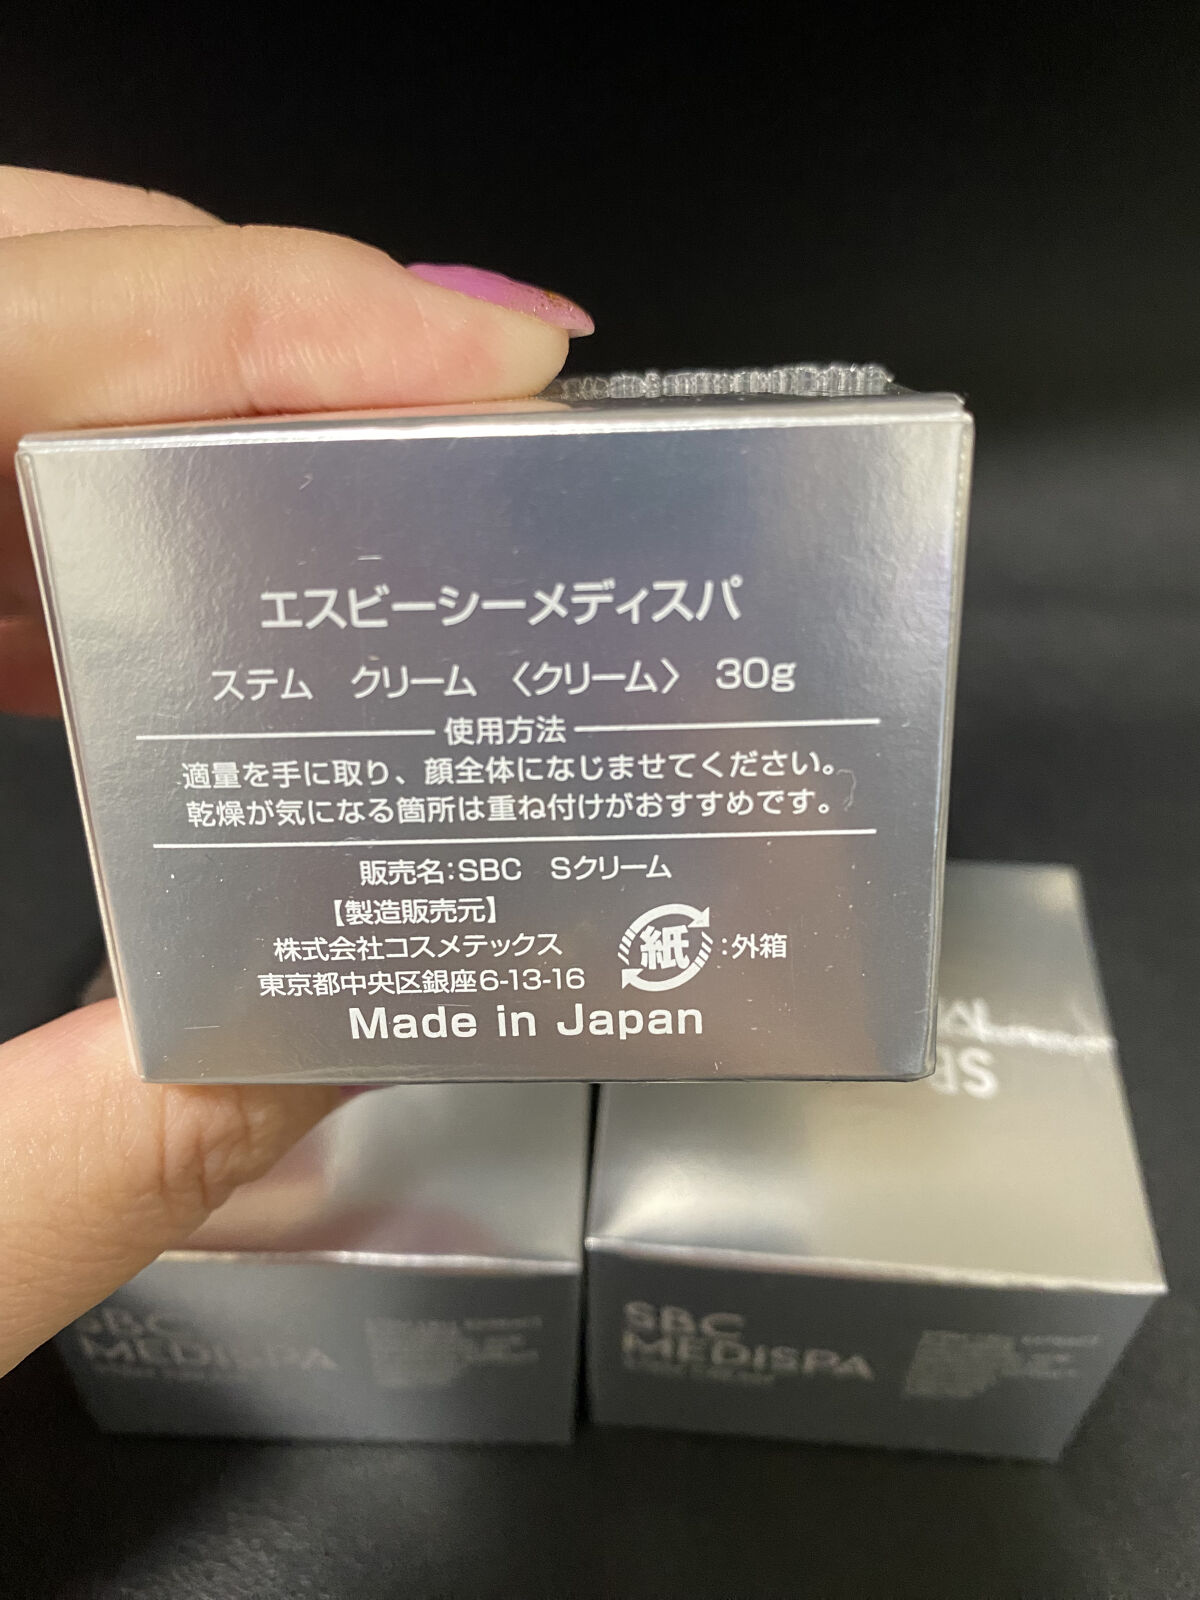 エスビーシーメディスパ
ステム クリーム 〈クリーム〉 30g
使用方法
適量を手に取り、顔全体になじませてください。
乾燥が気になる箇所は重ね付けがおすすめです。
販売名:SBC Sクリーム
【製造販売元】
株式会社コスメテックス
東京都中央区銀座6-13-16
紙:外箱
Made in Japan
SBC
MEDISPA
STEM CREAM
SBC
MEDISPA
STEM CREAM